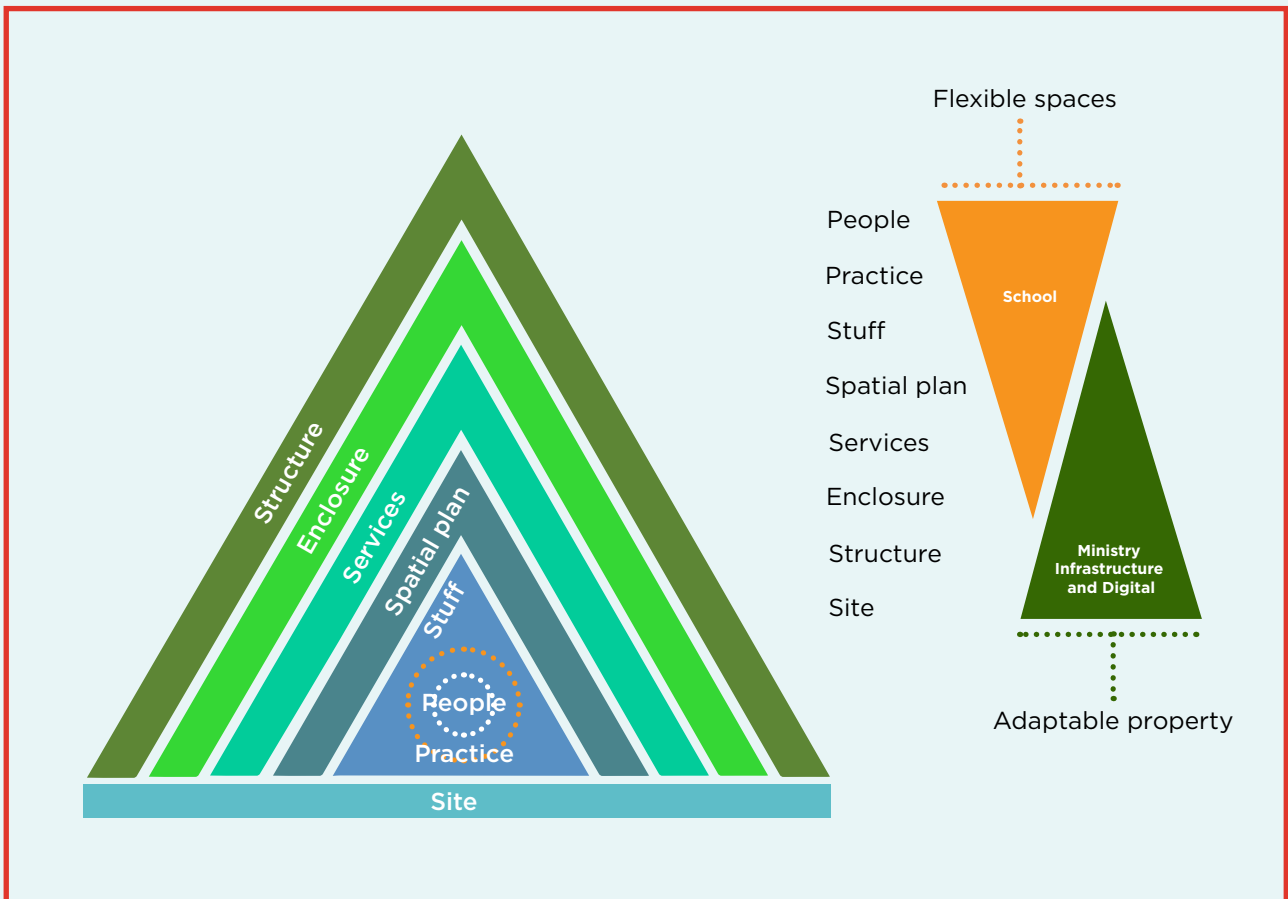 Structure
Enclosure
Services
Spatial plan
Stuff
People
Practice
Site
Flexible spaces
People
Practice
Stuff
Spatial plan
Services
Enclosure
Structure
Site
School
Ministry
Infrastructure
and Digital
Adaptable property